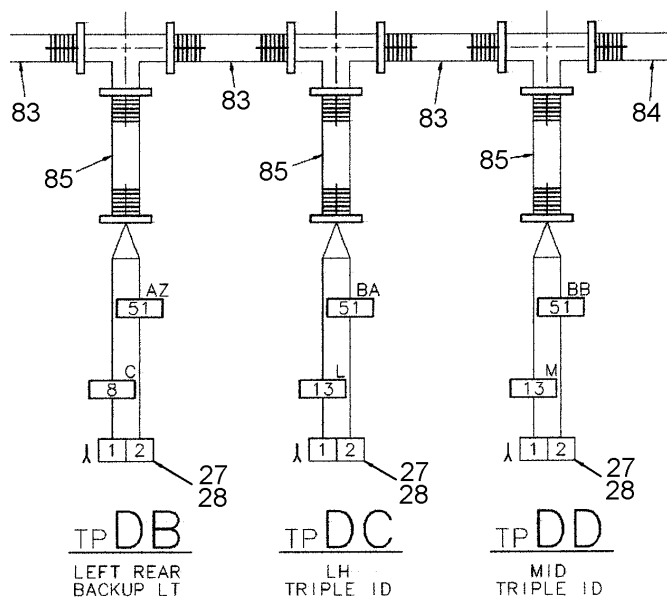 83
83
83
84
85
85
85
AZ
51
BA
51
BB
51
C
8
L
13
M
13
1 2
1 2
1 2
27
28
27
28
27
28
TP DB
TP DC
TP DD
LEFT REAR
BACKUP LT
LH
TRIPLE ID
MID
TRIPLE ID